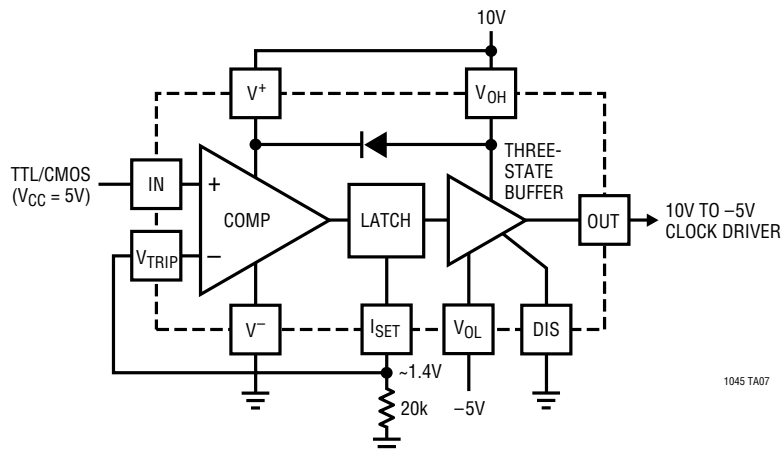 10V
V+
VOH
TTL/CMOS
(VCC = 5V)
IN
+
COMP
LATCH
THREE-
STATE
BUFFER
OUT
10V TO –5V
CLOCK DRIVER
VTRIP
–
V–
ISET
VOL
DIS
~1.4V
20k
–5V
1045 TA07